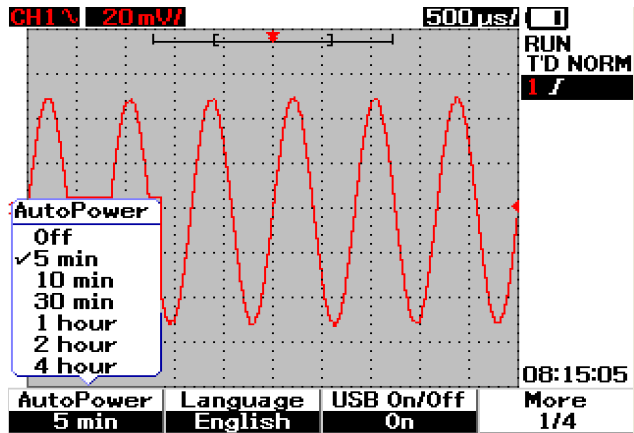 CH1 ∿ 20 mV/ 500 µs/
RUN
T'D NORM
1
AutoPower
Off
✓5 min
10 min
30 min
1 hour
2 hour
4 hour
08:15:05
AutoPower Language USB On/Off More
5 min English On 1/4